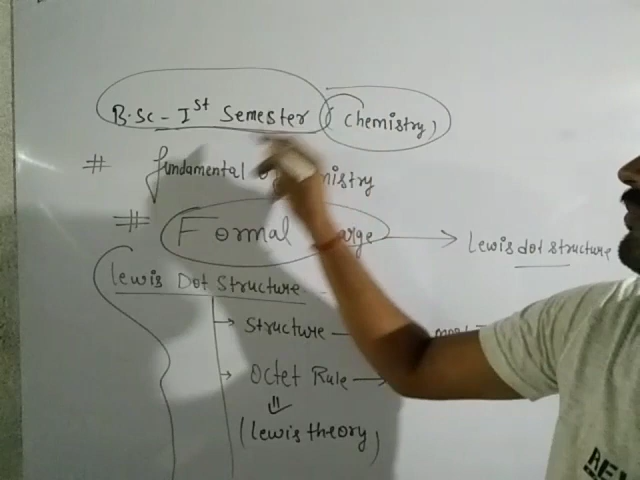 B.Sc - Ist Semester (Chemistry)
# fundamental
# Formal → Lewis dot structure
Lewis Dot Structure
→ Structure —
→ Octet Rule →
(Lewis theory)